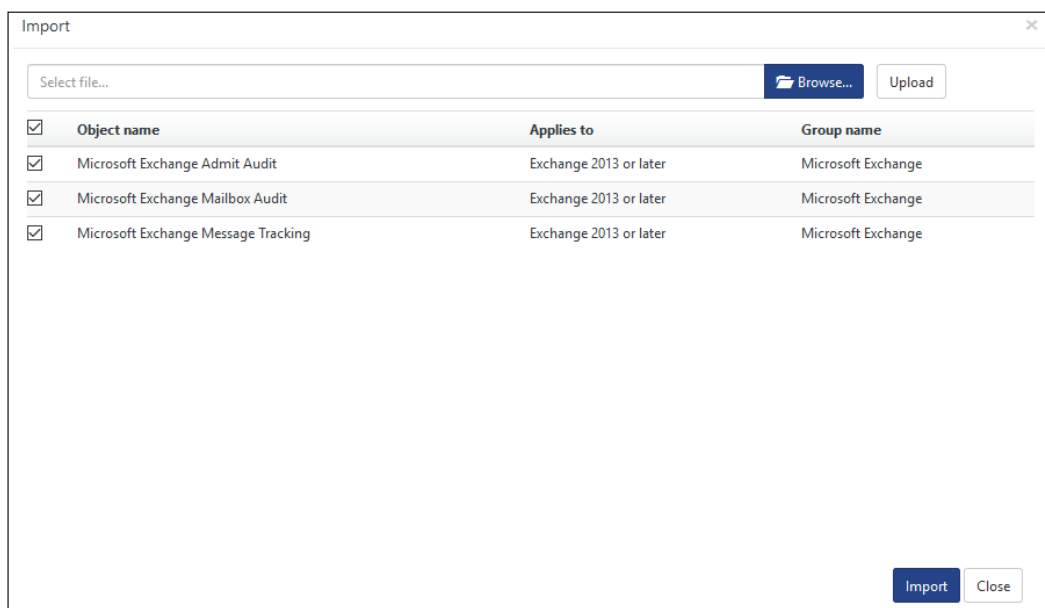 Import
Select file... Browse... Upload
Object name Applies to Group name
Microsoft Exchange Admit Audit Exchange 2013 or later Microsoft Exchange
Microsoft Exchange Mailbox Audit Exchange 2013 or later Microsoft Exchange
Microsoft Exchange Message Tracking Exchange 2013 or later Microsoft Exchange
Import Close